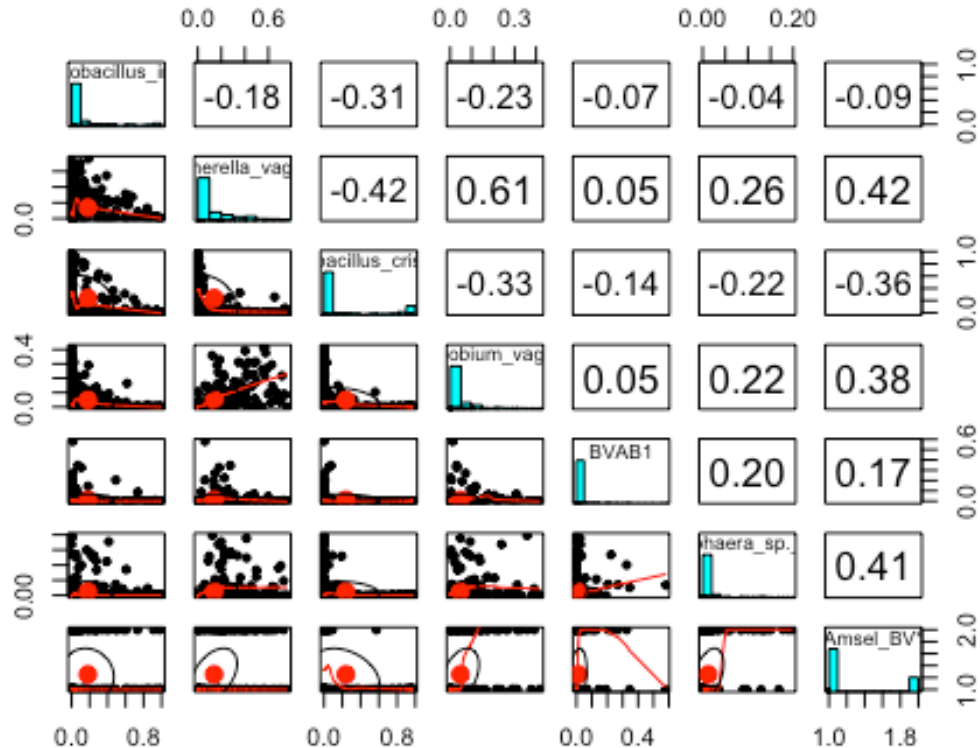 0.0 0.6 0.0 0.3 0.00 0.20
obacillus_i -0.18 -0.31 -0.23 -0.07 -0.04 -0.09 0.0 1.0
0.0 nerella_vag -0.42 0.61 0.05 0.26 0.42
acillus_cris -0.33 -0.14 -0.22 -0.36 0.0 1.0
0.0 0.4 obium_vag 0.05 0.22 0.38
BVAB1 0.20 0.17 0.0 0.6
0.00 haera_sp. 0.41
Amsel_BV 1.0 2.0
0.0 0.8 0.0 0.8 0.0 0.4 1.0 1.8